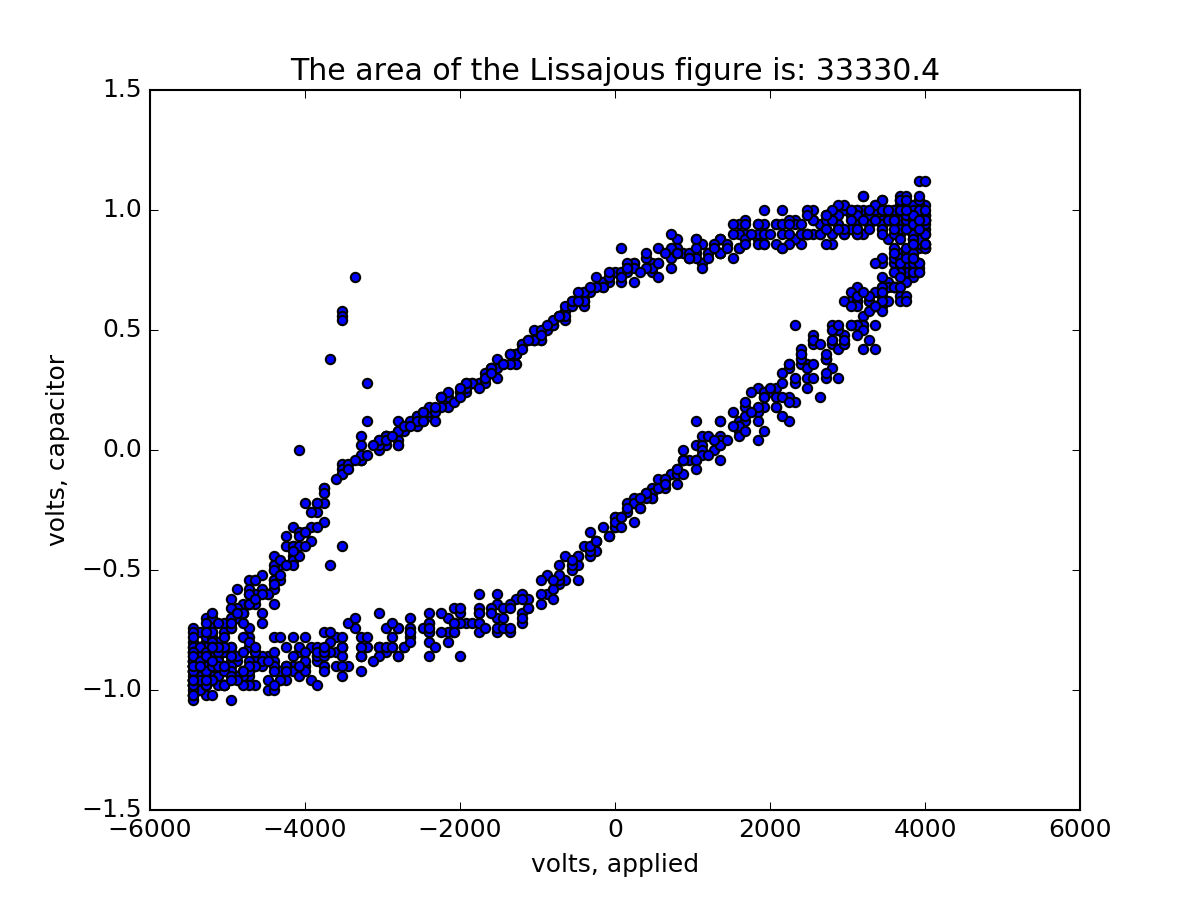 The area of the Lissajous figure is: 33330.4
1.5
1.0
0.5
0.0
−0.5
−1.0
−1.5
volts, capacitor
−6000 −4000 −2000 0 2000 4000 6000
volts, applied